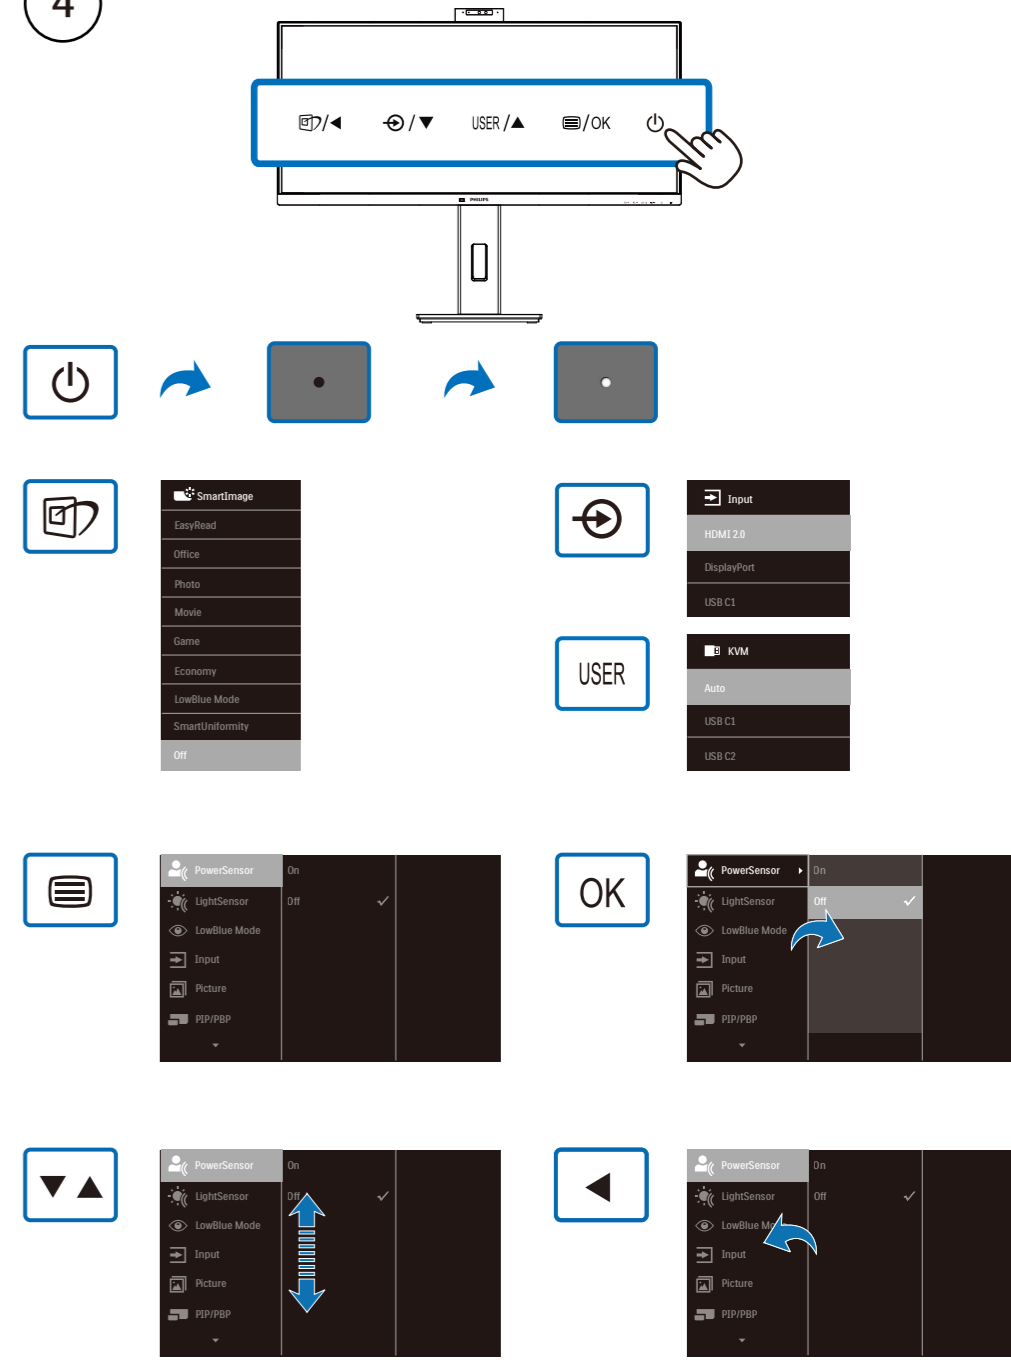 4
/◀ /▼ USER /▲ /OK
PHILIPS
SmartImage
EasyRead
Office
Photo
Movie
Game
Economy
LowBlue Mode
SmartUniformity
Off
Input
HDMI 2.0
DisplayPort
USB C1
USER
KVM
Auto
USB C1
USB C2
PowerSensor On
LightSensor Off ✓
LowBlue Mode
Input
Picture
PIP/PBP
OK
PowerSensor On
LightSensor Off ✓
LowBlue Mode
Input
Picture
PIP/PBP
▼ ▲
PowerSensor On
LightSensor Off ✓
LowBlue Mode
Input
Picture
PIP/PBP
◀
PowerSensor On
LightSensor Off ✓
LowBlue Mode
Input
Picture
PIP/PBP